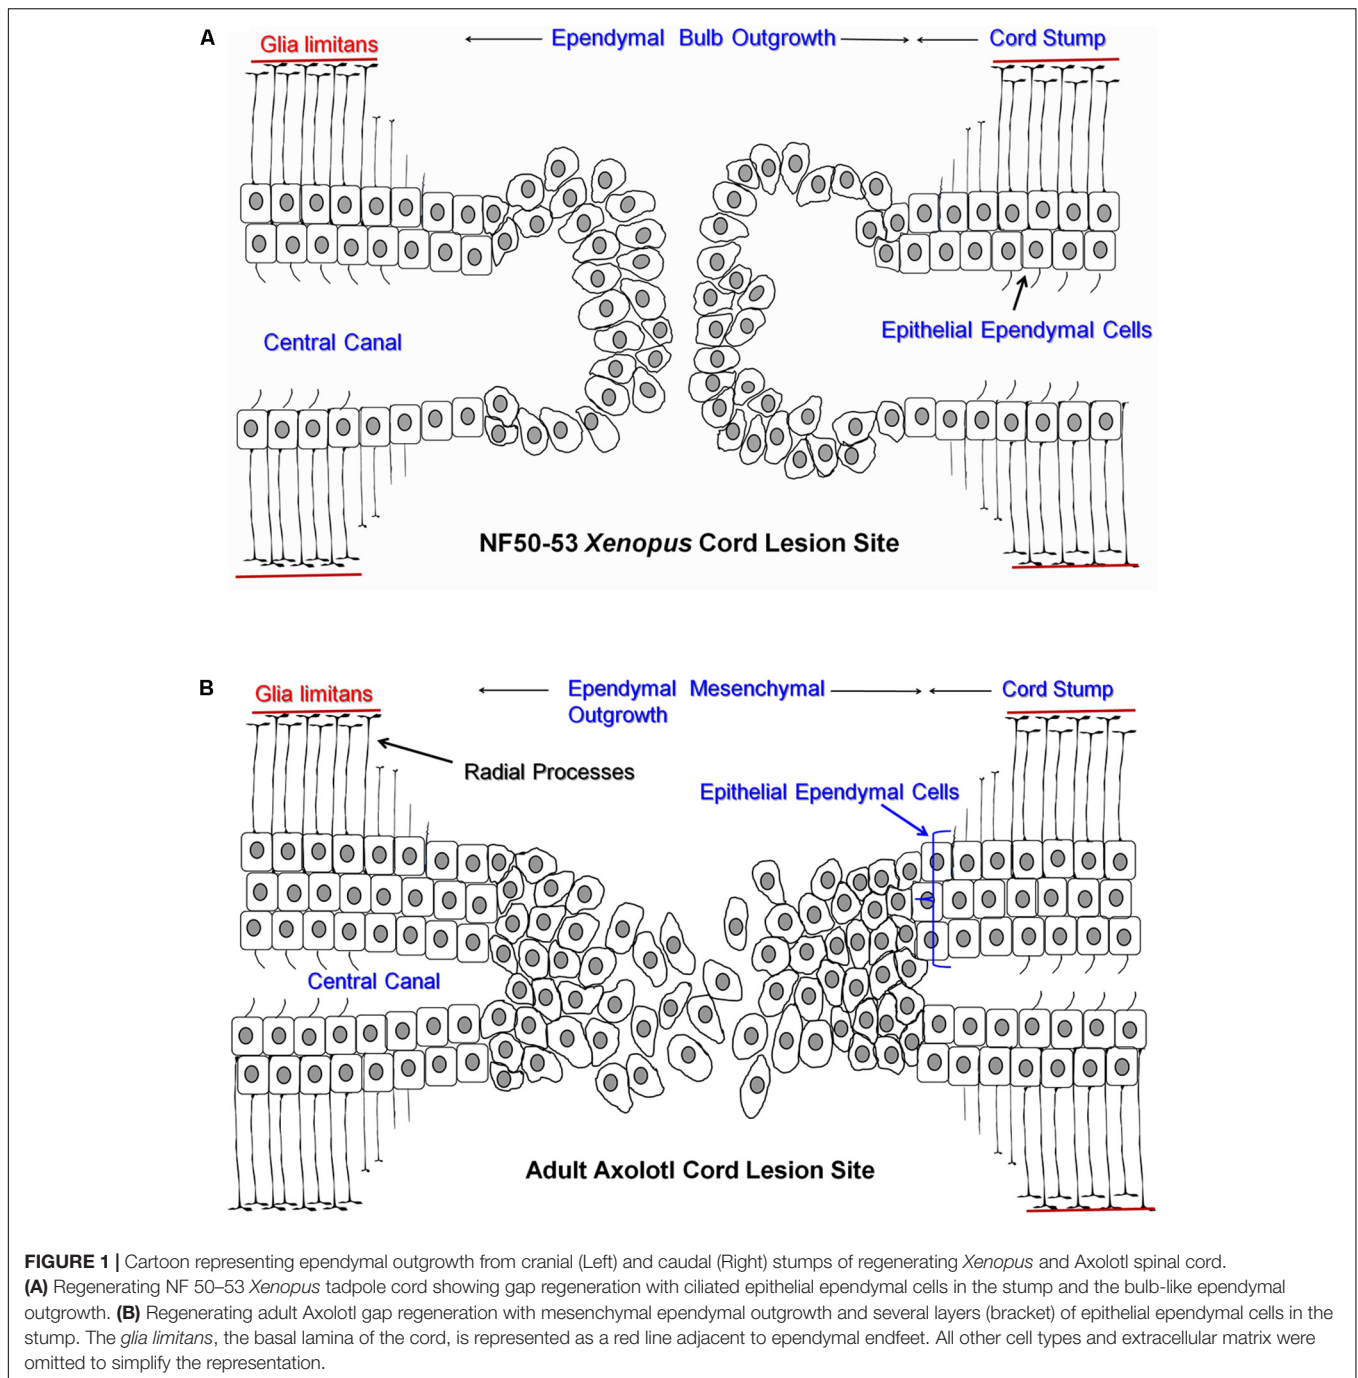 A
Glia limitans
Ependymal Bulb Outgrowth
Cord Stump
Central Canal
Epithelial Ependymal Cells
NF50-53 Xenopus Cord Lesion Site
B
Glia limitans
Ependymal Mesenchymal
Outgrowth
Cord Stump
Radial Processes
Epithelial Ependymal Cells
Central Canal
Adult Axolotl Cord Lesion Site
FIGURE 1 | Cartoon representing ependymal outgrowth from cranial (Left) and caudal (Right) stumps of regenerating Xenopus and Axolotl spinal cord.
(A) Regenerating NF 50–53 Xenopus tadpole cord showing gap regeneration with ciliated epithelial ependymal cells in the stump and the bulb-like ependymal
outgrowth. (B) Regenerating adult Axolotl gap regeneration with mesenchymal ependymal outgrowth and several layers (bracket) of epithelial ependymal cells in the
stump. The glia limitans, the basal lamina of the cord, is represented as a red line adjacent to ependymal endfeet. All other cell types and extracellular matrix were
omitted to simplify the representation.